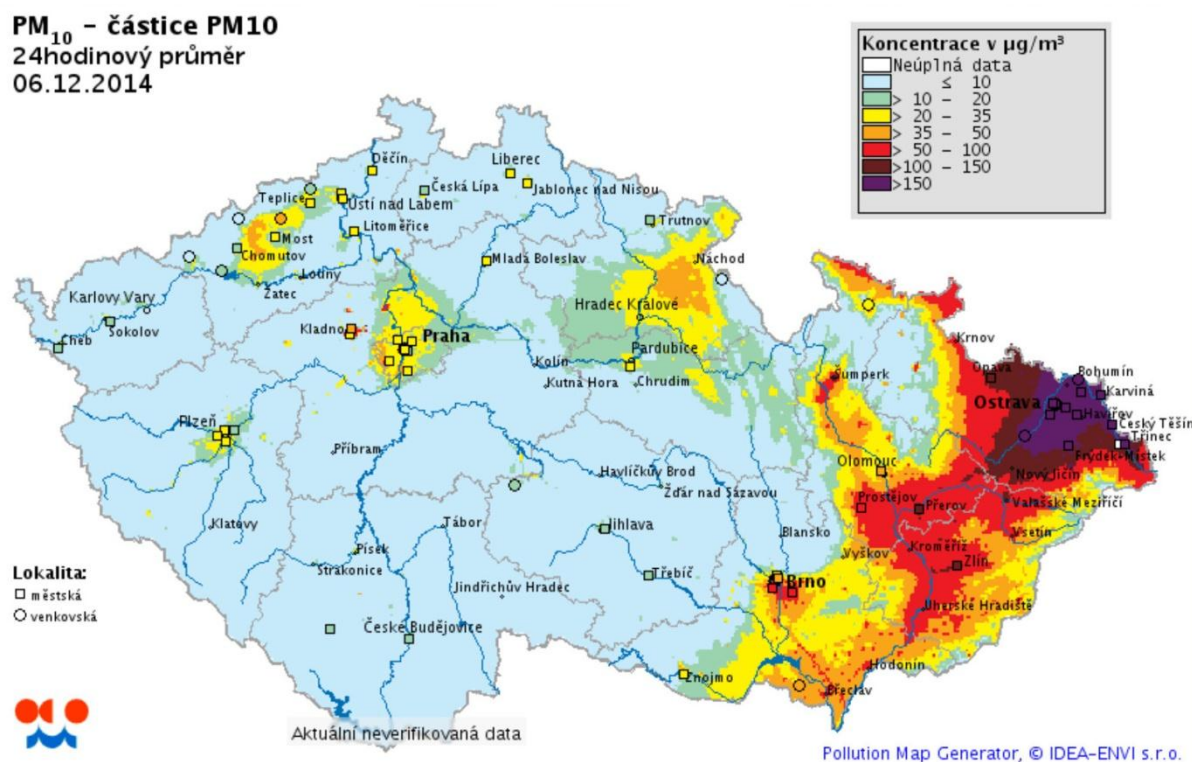 PM10 – částice PM10
24hodinový průměr
06.12.2014
Koncentrace v µg/m³
Neúplná data
≤ 10
> 10 – 20
> 20 – 35
> 35 – 50
> 50 – 100
>100 – 150
>150
Děčín
Liberec
Teplice
Česká Lípa
Jablonec nad Nisou
Ústí nad Labem
Trutnov
Litoměřice
Most
Chomutov
Mladá Boleslav
Náchod
Louny
Žatec
Karlovy Vary
Hradec Králové
Sokolov
Kladno
Praha
Cheb
Krnov
Pardubice
Kolín
Opava
Bohumín
Kutná Hora
Chrudim
Šumperk
Karviná
Ostrava
Havířov
Plzeň
Český Těšín
Třinec
Příbram
Frýdek-Místek
Olomouc
Havlíčkův Brod
Nový Jičín
Žďár nad Sázavou
Prostějov
Přerov
Valašské Meziříčí
Klatovy
Tábor
Jihlava
Blansko
Vsetín
Písek
Vyškov
Kroměříž
Strakonice
Zlín
Lokalita:
městská
venkovská
Jindřichův Hradec
Třebíč
Brno
Uherské Hradiště
České Budějovice
Hodonín
Znojmo
Břeclav
Aktuální neverifikovaná data
Pollution Map Generator, © IDEA-ENVI s.r.o.